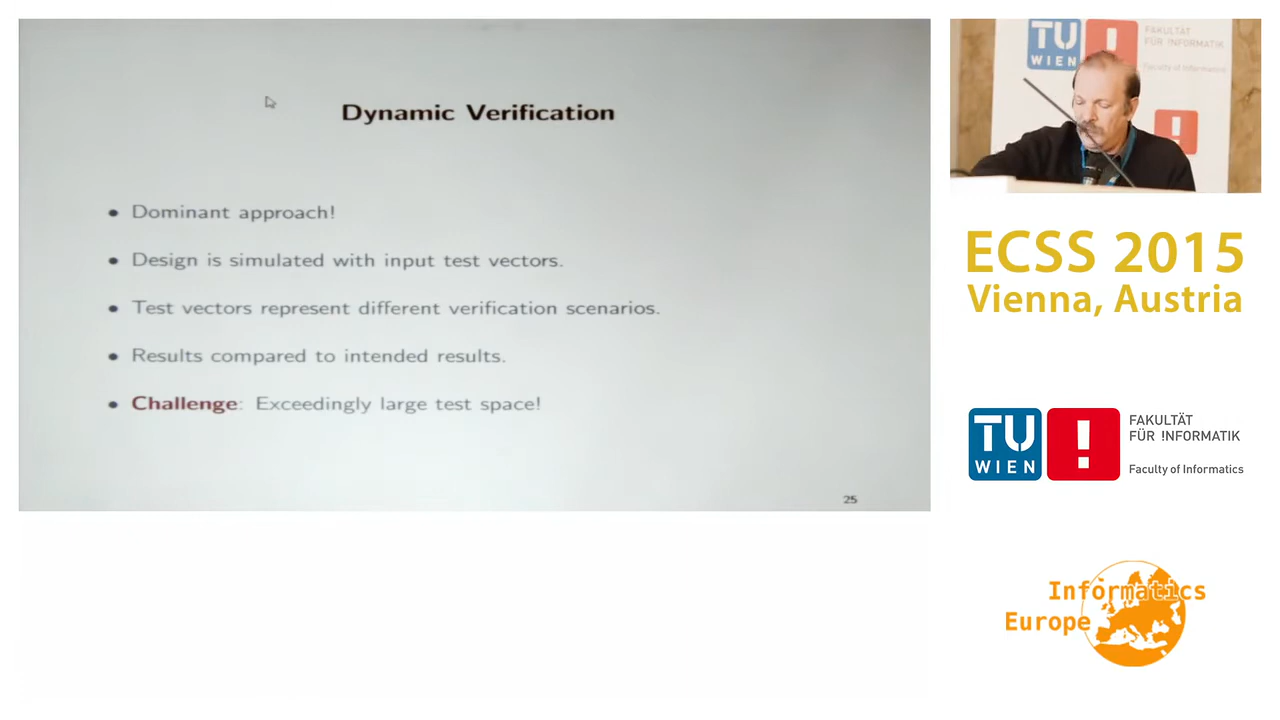 Dynamic Verification
• Dominant approach!
• Design is simulated with input test vectors.
• Test vectors represent different verification scenarios.
• Results compared to intended results.
• Challenge: Exceedingly large test space!
25
TU
WIEN
!
FAKULTÄT
FÜR !NFORMATIK
Faculty of Informatics
!
ECSS 2015
Vienna, Austria
TU
WIEN
!
FAKULTÄT
FÜR !NFORMATIK
Faculty of Informatics
Informatics
Europe